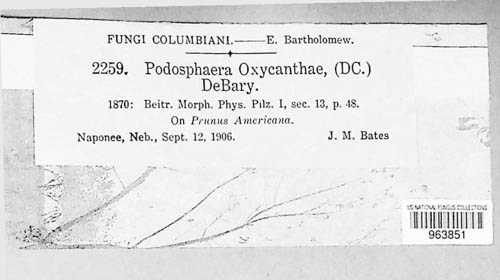 FUNGI COLUMBIANI.——E. Bartholomew.
2259. Podosphaera Oxycanthae, (DC.)
DeBary.
1870: Beitr. Morph. Phys. Pilz. I, sec. 13, p. 48.
On Prunus Americana.
Naponee, Neb., Sept. 12, 1906. J. M. Bates
US NATIONAL FUNGUS COLLECTIONS
963851